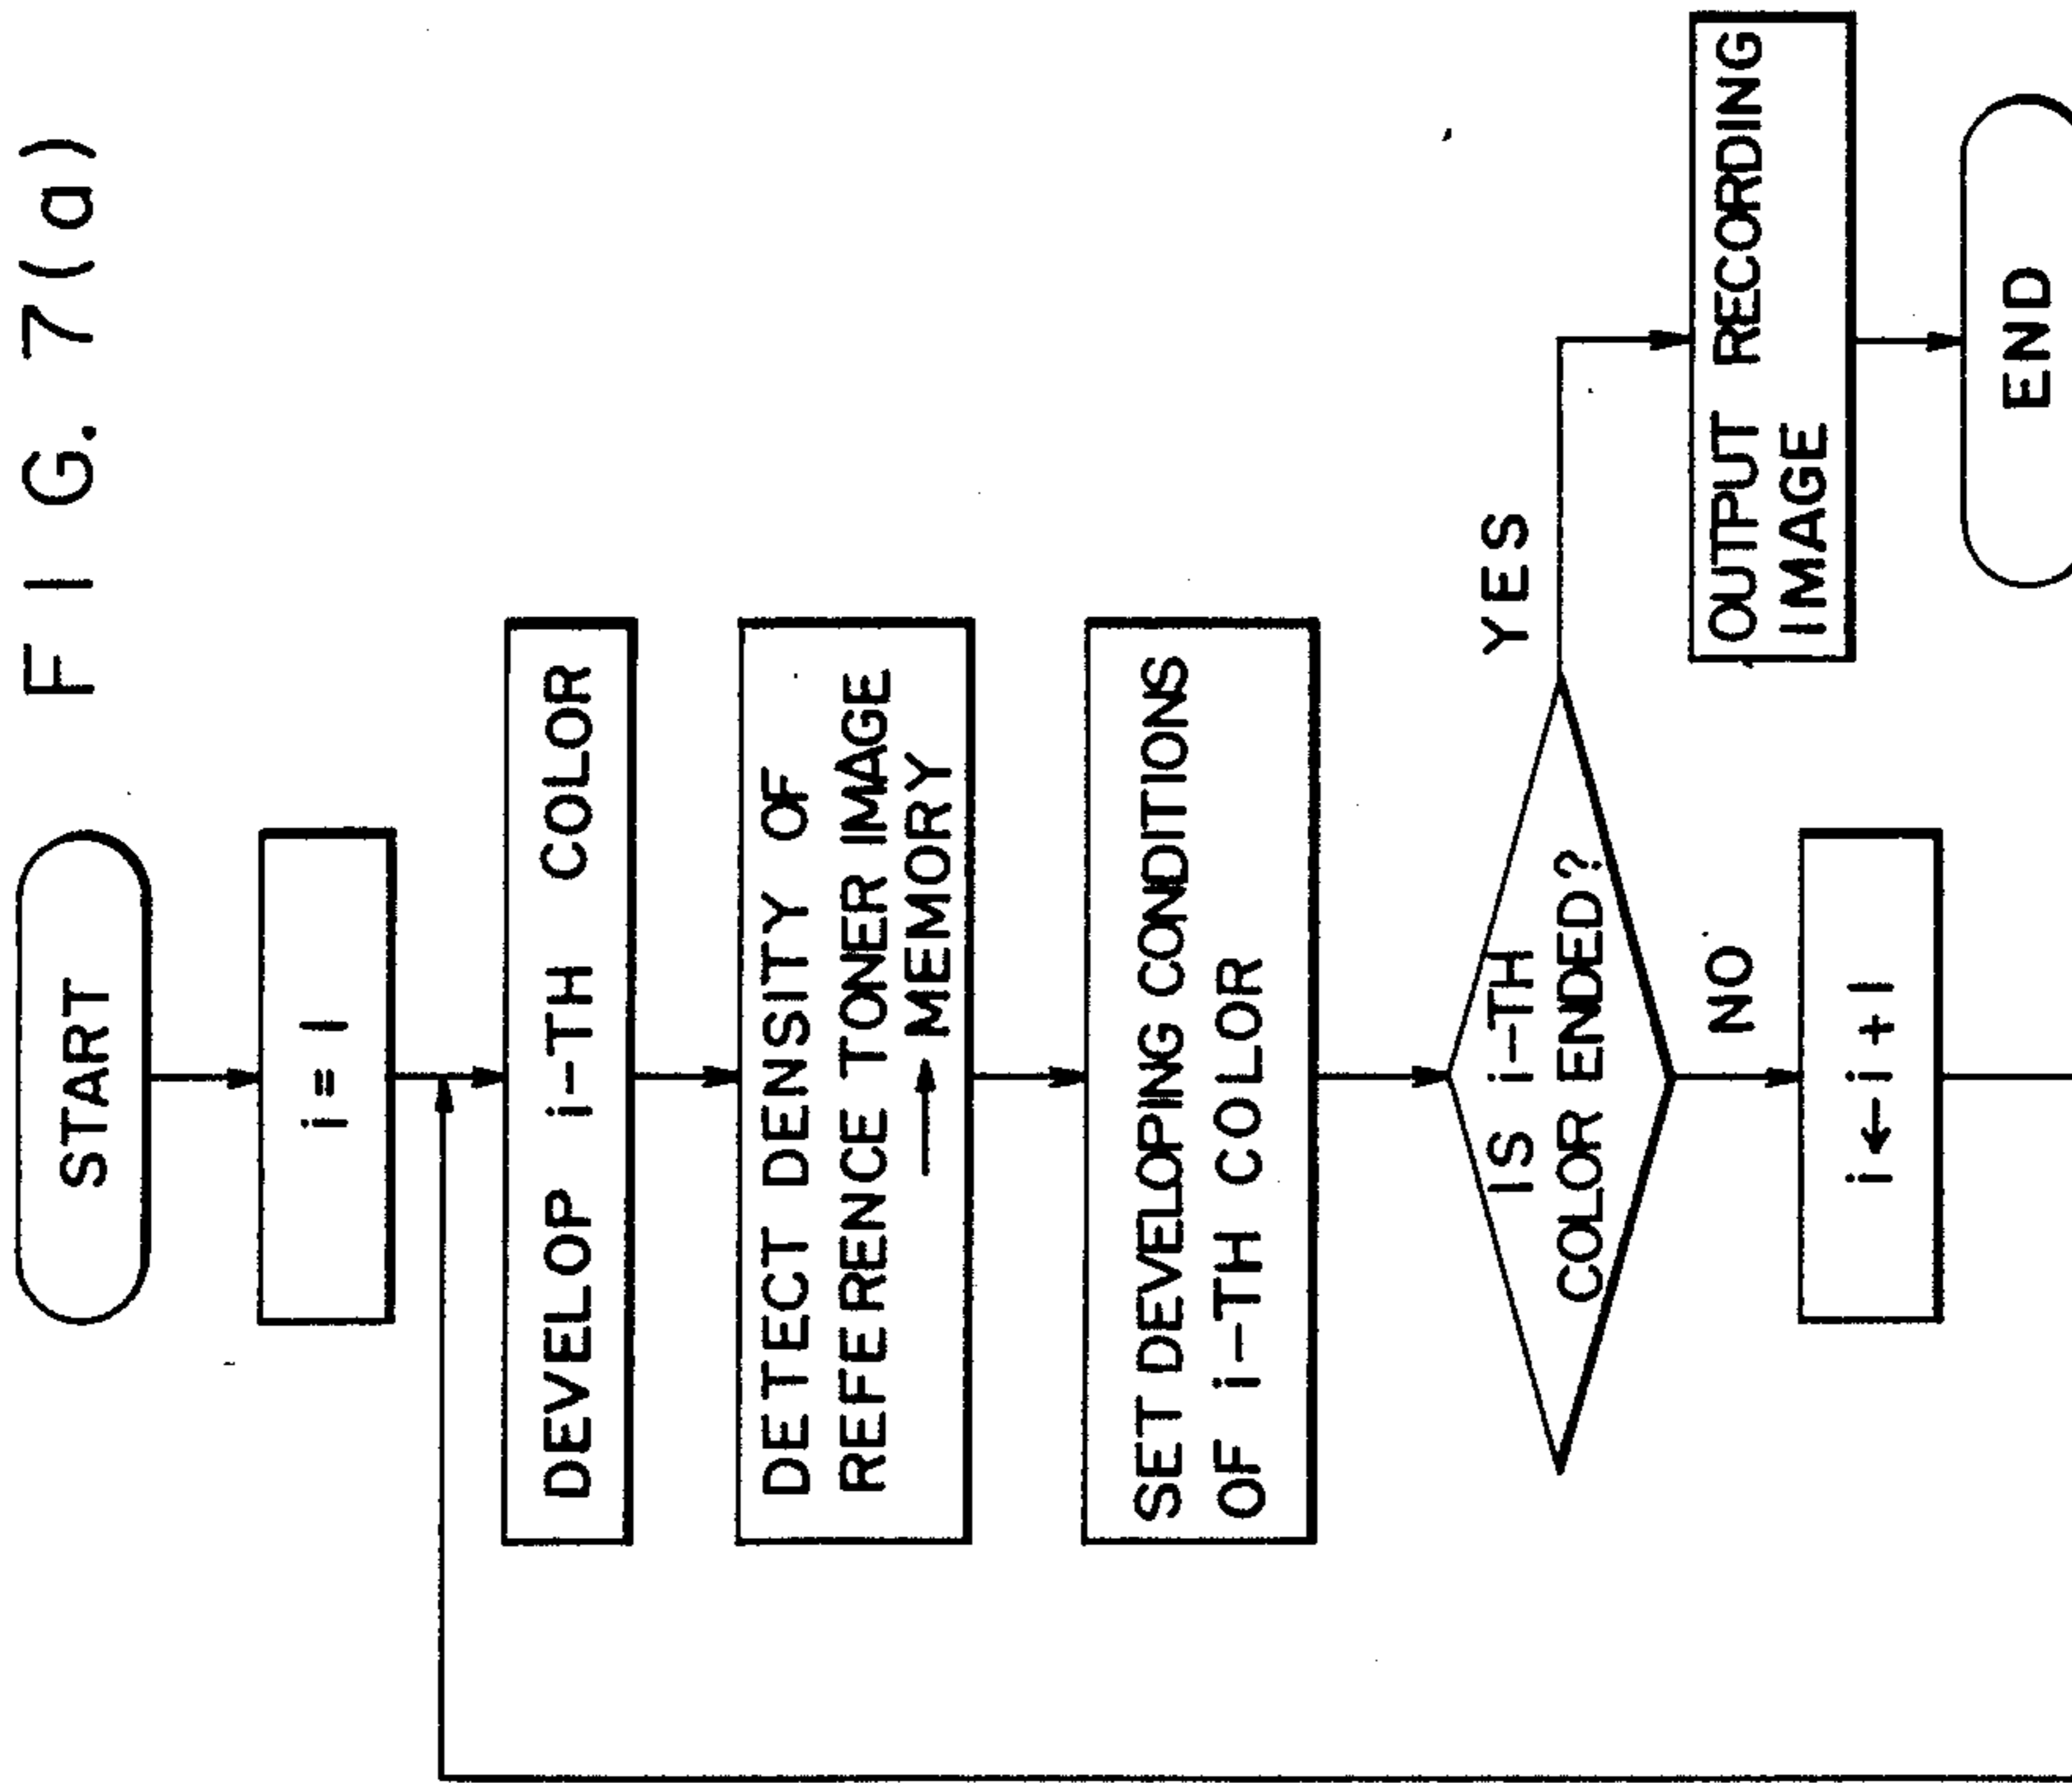 FIG. 7(a)
START
i = 1
DEVELOP i-TH COLOR
DETECT DENSITY OF
REFERENCE TONER IMAGE
→ MEMORY
SET DEVELOPING CONDITIONS
OF i-TH COLOR
IS i-TH
COLOR ENDED?
YES
NO
OUTPUT RECORDING
IMAGE
i ← i + 1
END